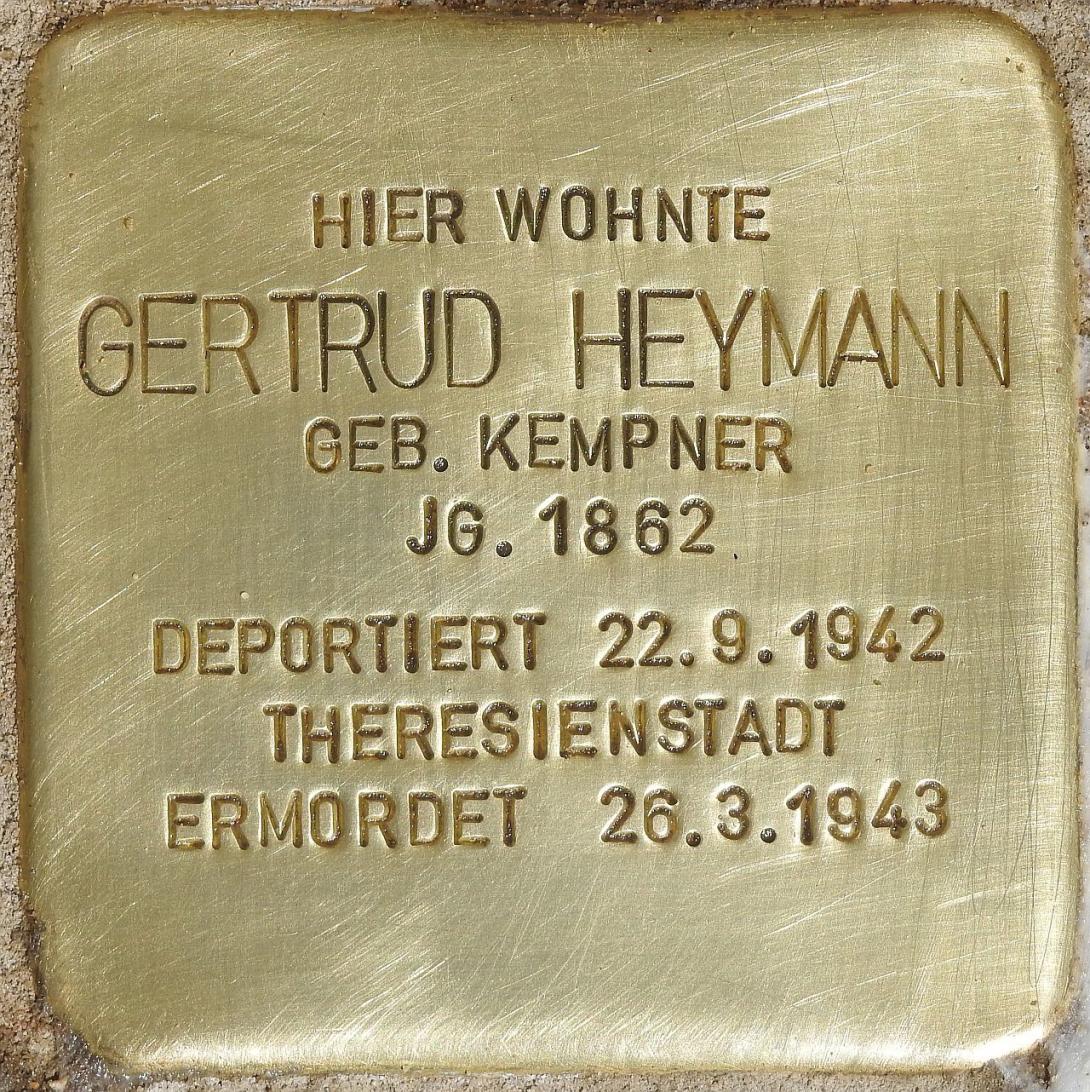 HIER WOHNTE
GERTRUD HEYMANN
GEB. KEMPNER
JG. 1862
DEPORTIERT 22.9.1942
THERESIENSTADT
ERMORDET 26.3.1943